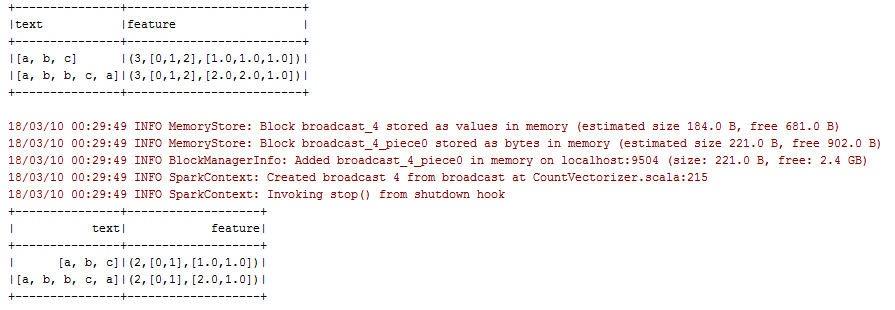 +---------------+-------------------------+
|text           |feature                  |
+---------------+-------------------------+
|[a, b, c]      |(3,[0,1,2],[1.0,1.0,1.0])|
|[a, b, b, c, a]|(3,[0,1,2],[2.0,2.0,1.0])|
+---------------+-------------------------+
18/03/10 00:29:49 INFO MemoryStore: Block broadcast_4 stored as values in memory (estimated size 184.0 B, free 681.0 B)
18/03/10 00:29:49 INFO MemoryStore: Block broadcast_4_piece0 stored as bytes in memory (estimated size 221.0 B, free 902.0 B)
18/03/10 00:29:49 INFO BlockManagerInfo: Added broadcast_4_piece0 in memory on localhost:9504 (size: 221.0 B, free: 2.4 GB)
18/03/10 00:29:49 INFO SparkContext: Created broadcast 4 from broadcast at CountVectorizer.scala:215
18/03/10 00:29:49 INFO SparkContext: Invoking stop() from shutdown hook
+---------------+-------------------+
|           text|            feature|
+---------------+-------------------+
|      [a, b, c]|(2,[0,1],[1.0,1.0])|
|[a, b, b, c, a]|(2,[0,1],[2.0,1.0])|
+---------------+-------------------+